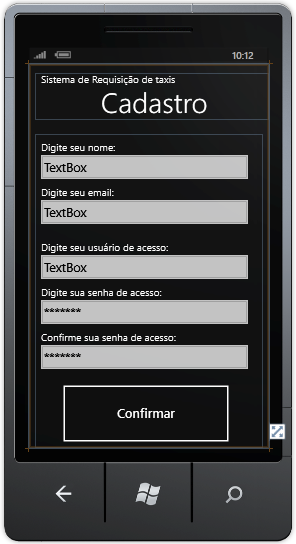 10:12
Sistema de Requisição de taxis
Cadastro
Digite seu nome:
TextBox
Digite seu email:
TextBox
Digite seu usuário de acesso:
TextBox
Digite sua senha de acesso:
*******
Confirme sua senha de acesso:
*******
Confirmar